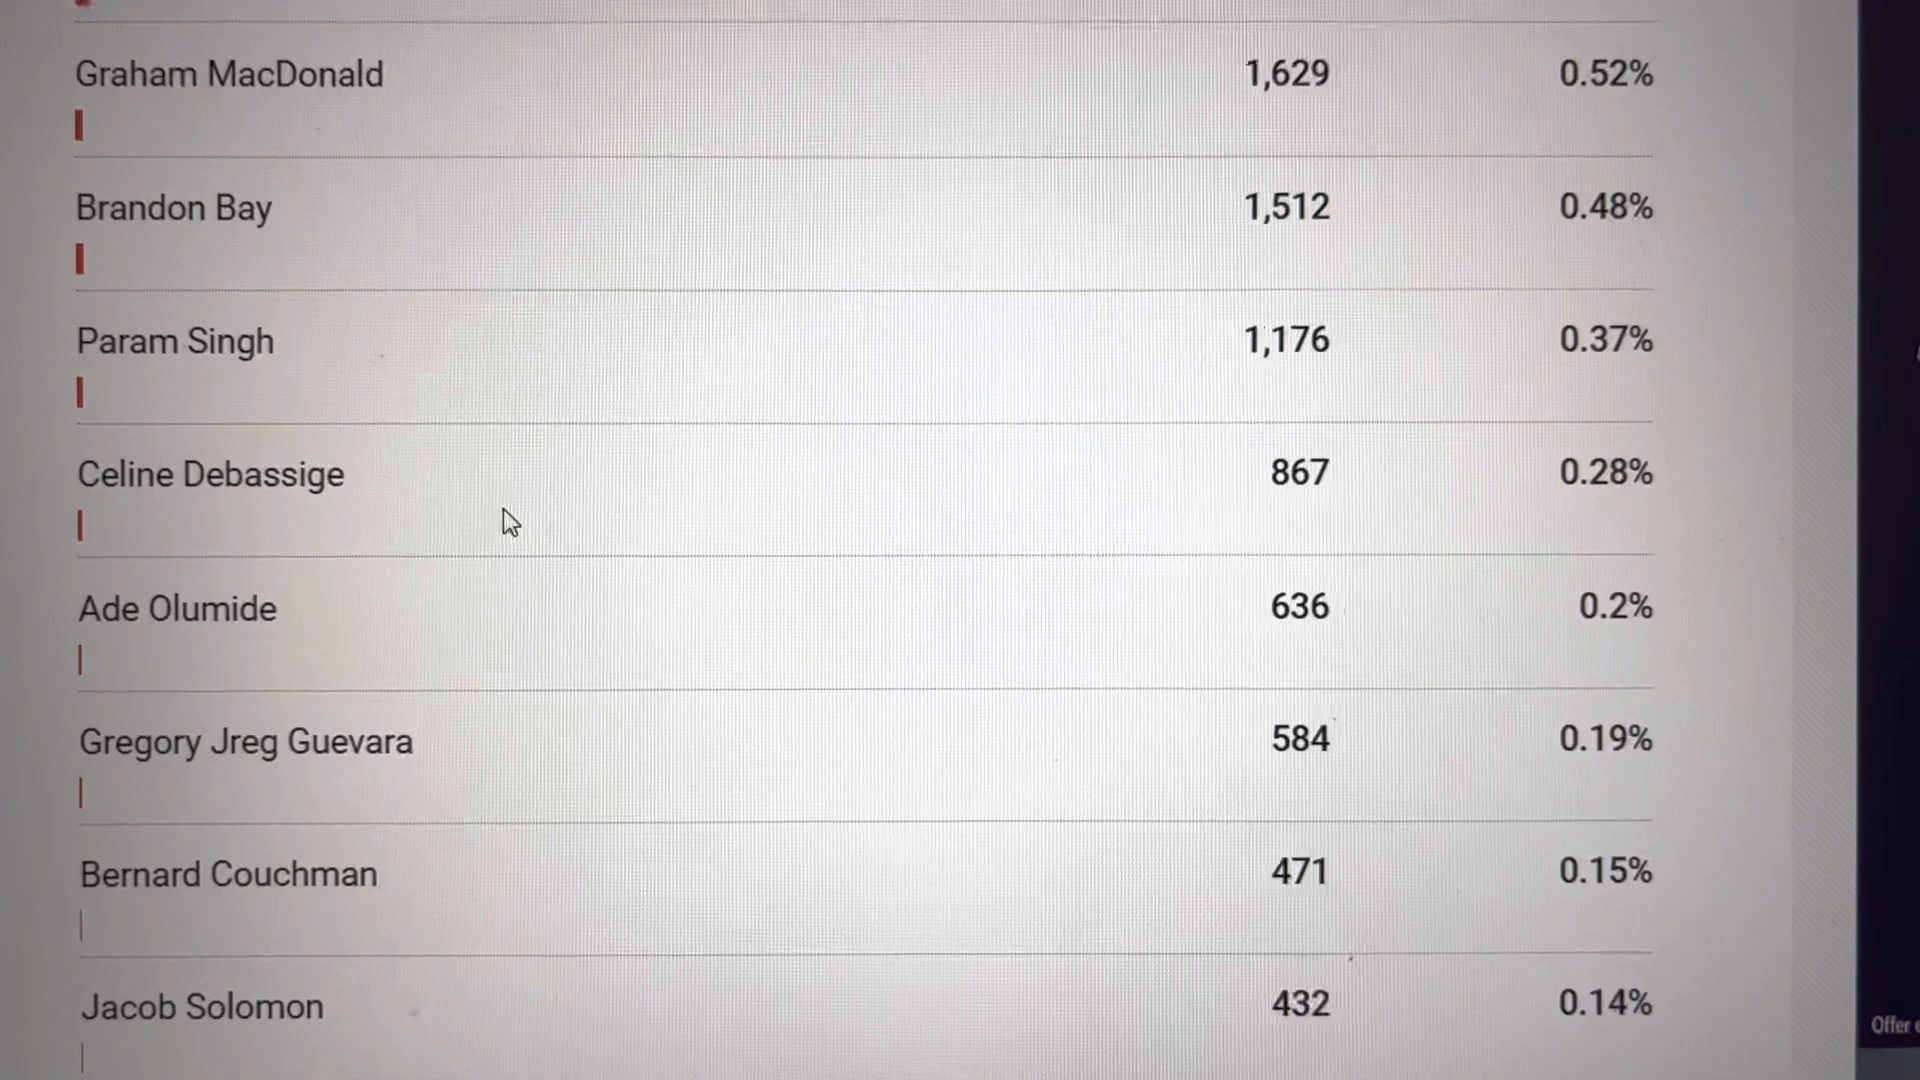 Graham MacDonald 1,629 0.52%
Brandon Bay 1,512 0.48%
Param Singh 1,176 0.37%
Celine Debassige 867 0.28%
Ade Olumide 636 0.2%
Gregory Jreg Guevara 584 0.19%
Bernard Couchman 471 0.15%
Jacob Solomon 432 0.14%
Offer